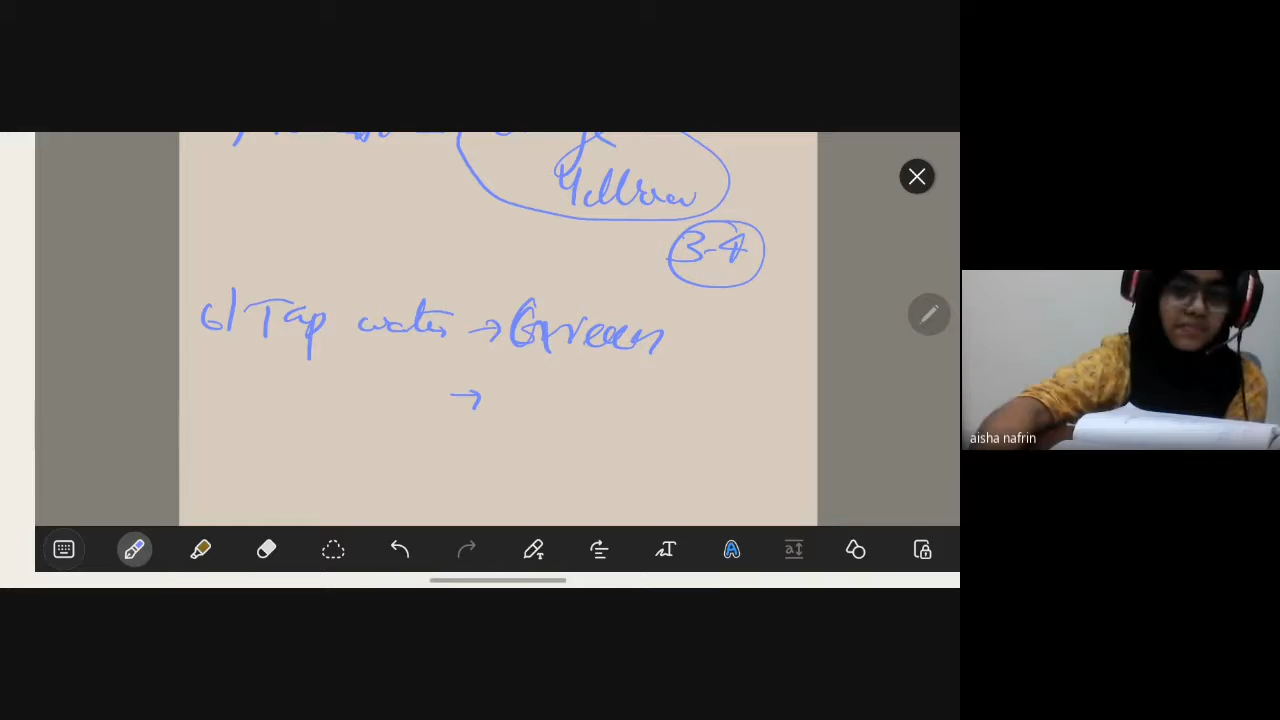 Yellow
3-4
6) Tap water → Green
→
aisha nafrin